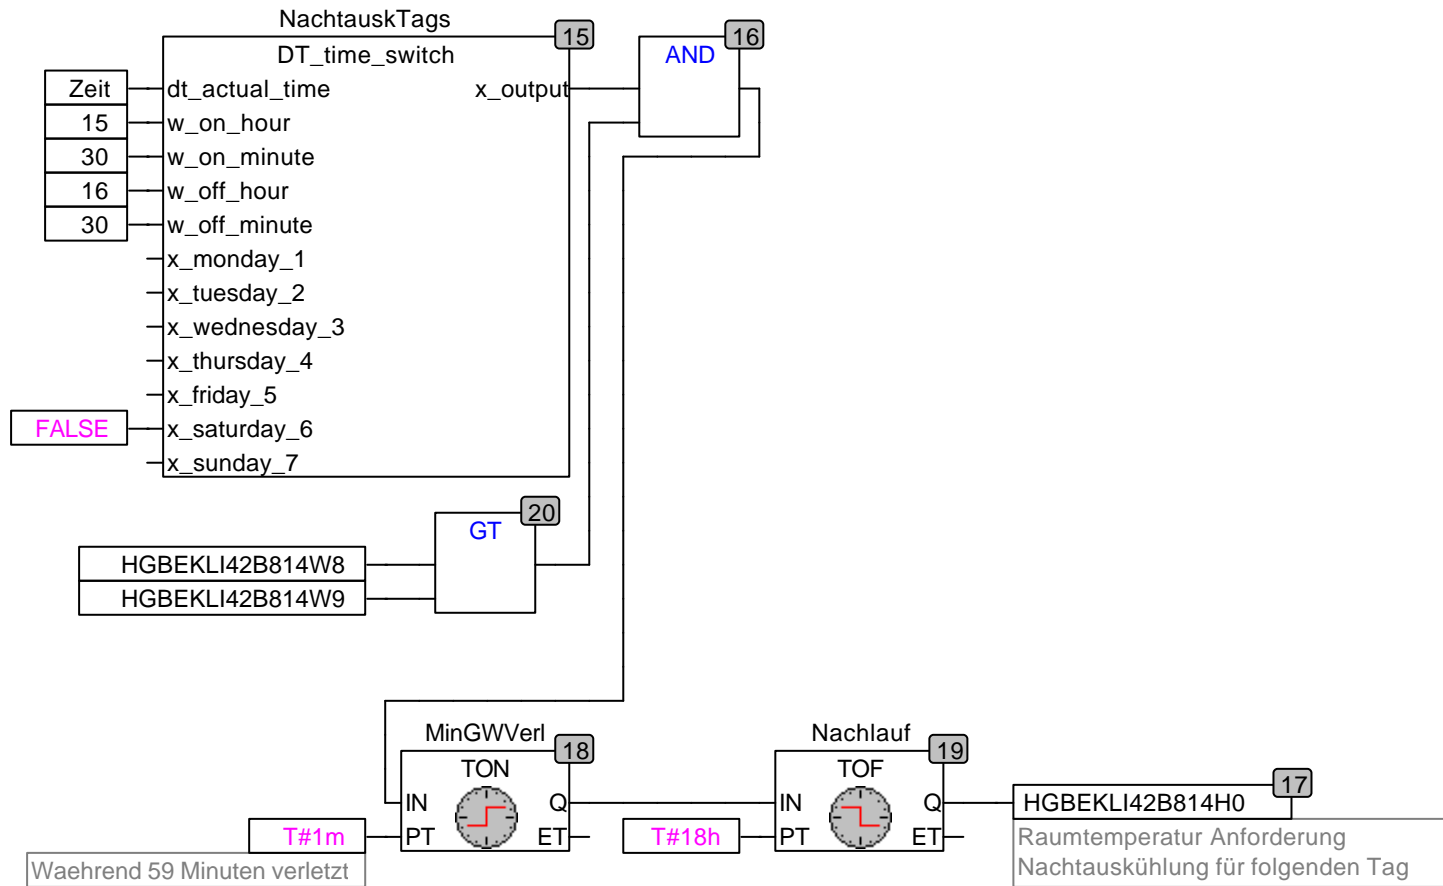 NachtauskTags
15
DT_time_switch
16
AND
Zeit
dt_actual_time
x_output
15
w_on_hour
30
w_on_minute
16
w_off_hour
30
w_off_minute
x_monday_1
x_tuesday_2
x_wednesday_3
x_thursday_4
x_friday_5
FALSE
x_saturday_6
x_sunday_7
20
GT
HGBEKLI42B814W8
HGBEKLI42B814W9
MinGWVerl
18
TON
IN
Q
PT
ET
T#1m
Waehrend 59 Minuten verletzt
Nachlauf
19
TOF
IN
Q
PT
ET
T#18h
17
HGBEKLI42B814H0
Raumtemperatur Anforderung
Nachtauskühlung für folgenden Tag